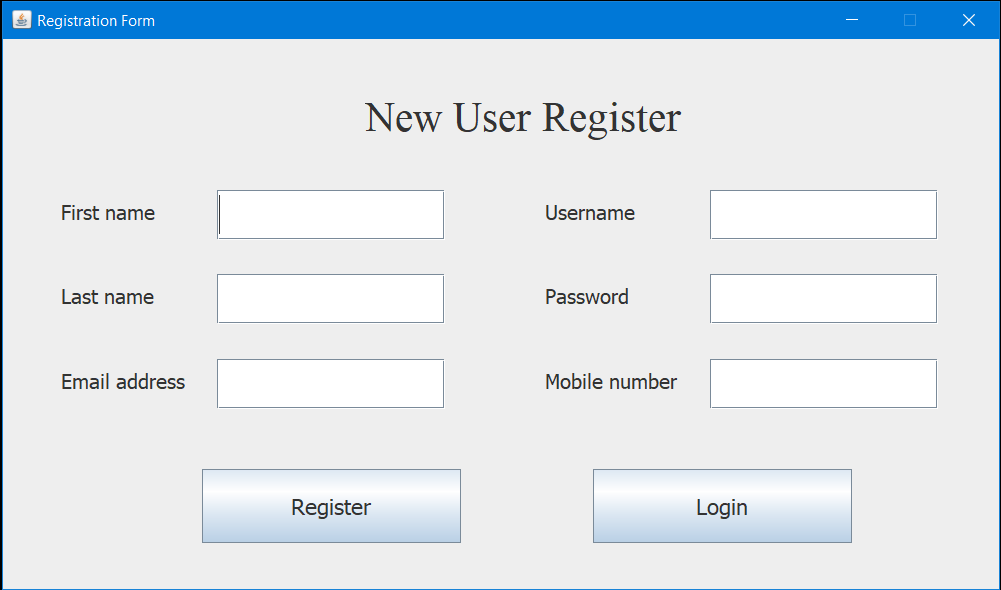 Registration Form
New User Register
First name
Username
Last name
Password
Email address
Mobile number
Register
Login